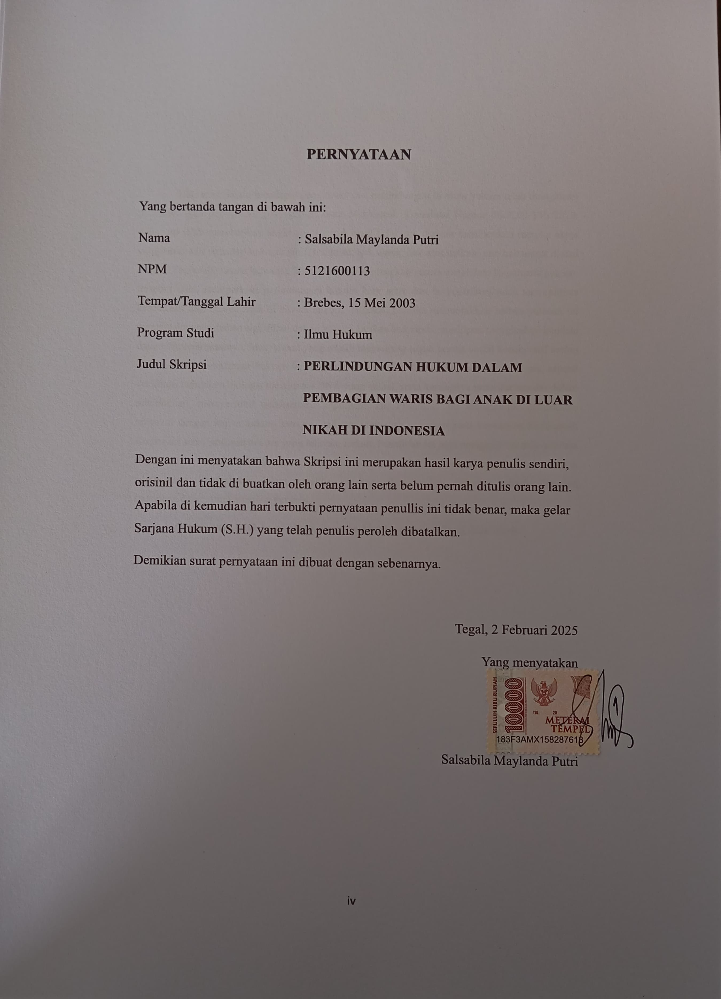 PERNYATAAN
Yang bertanda tangan di bawah ini:
Nama : Salsabila Maylanda Putri
NPM : 5121600113
Tempat/Tanggal Lahir : Brebes, 15 Mei 2003
Program Studi : Ilmu Hukum
Judul Skripsi : PERLINDUNGAN HUKUM DALAM
PEMBAGIAN WARIS BAGI ANAK DI LUAR
NIKAH DI INDONESIA
Dengan ini menyatakan bahwa Skripsi ini merupakan hasil karya penulis sendiri,
orisinil dan tidak di buatkan oleh orang lain serta belum pernah ditulis orang lain.
Apabila di kemudian hari terbukti pernyataan penullis ini tidak benar, maka gelar
Sarjana Hukum (S.H.) yang telah penulis peroleh dibatalkan.
Demikian surat pernyataan ini dibuat dengan sebenarnya.
Tegal, 2 Februari 2025
Yang menyatakan
SEPULUH RIBU RUPIAH
10000
TGL. 20
METERAI
TEMPEL
183F3AMX158287613
Salsabila Maylanda Putri
iv